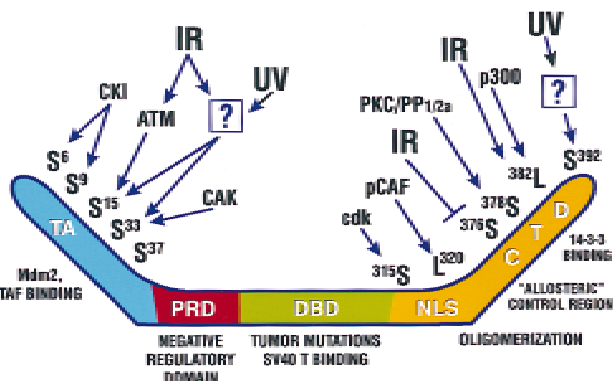 IR
UV
CKI
ATM
?
CAK
S6
S9
S15
S33
S37
UV
IR
p300
?
PKC/PP1/2a
IR
pCAF
cdk
S392
382L
378S
376S
L320
315S
TA
Mdm2,
TAF BINDING
PRD
DBD
NLS
C
T
D
14-3-3
BINDING
"ALLOSTERIC"
CONTROL REGION
OLIGOMERIZATION
NEGATIVE
REGULATORY
DOMAIN
TUMOR MUTATIONS
SV40 T BINDING